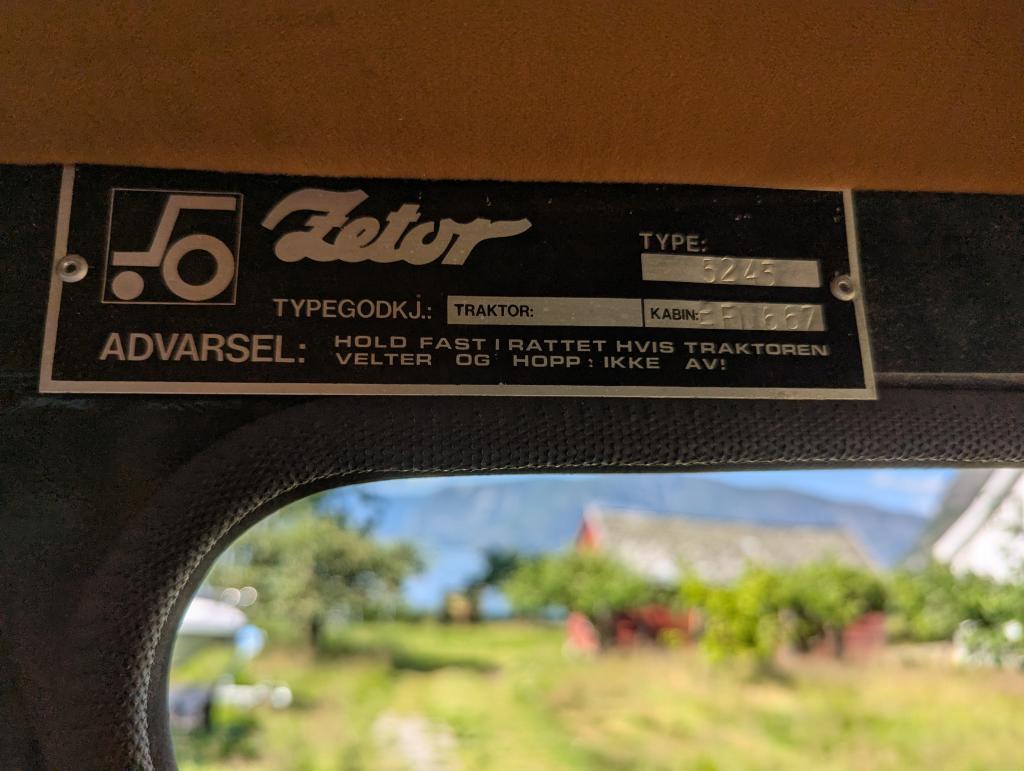 Zetor
TYPE:
5245
TYPEGODKJ.: TRAKTOR: KABIN:
ADVARSEL: HOLD FAST I RATTET HVIS TRAKTOREN
VELTER OG HOPP IKKE AV!